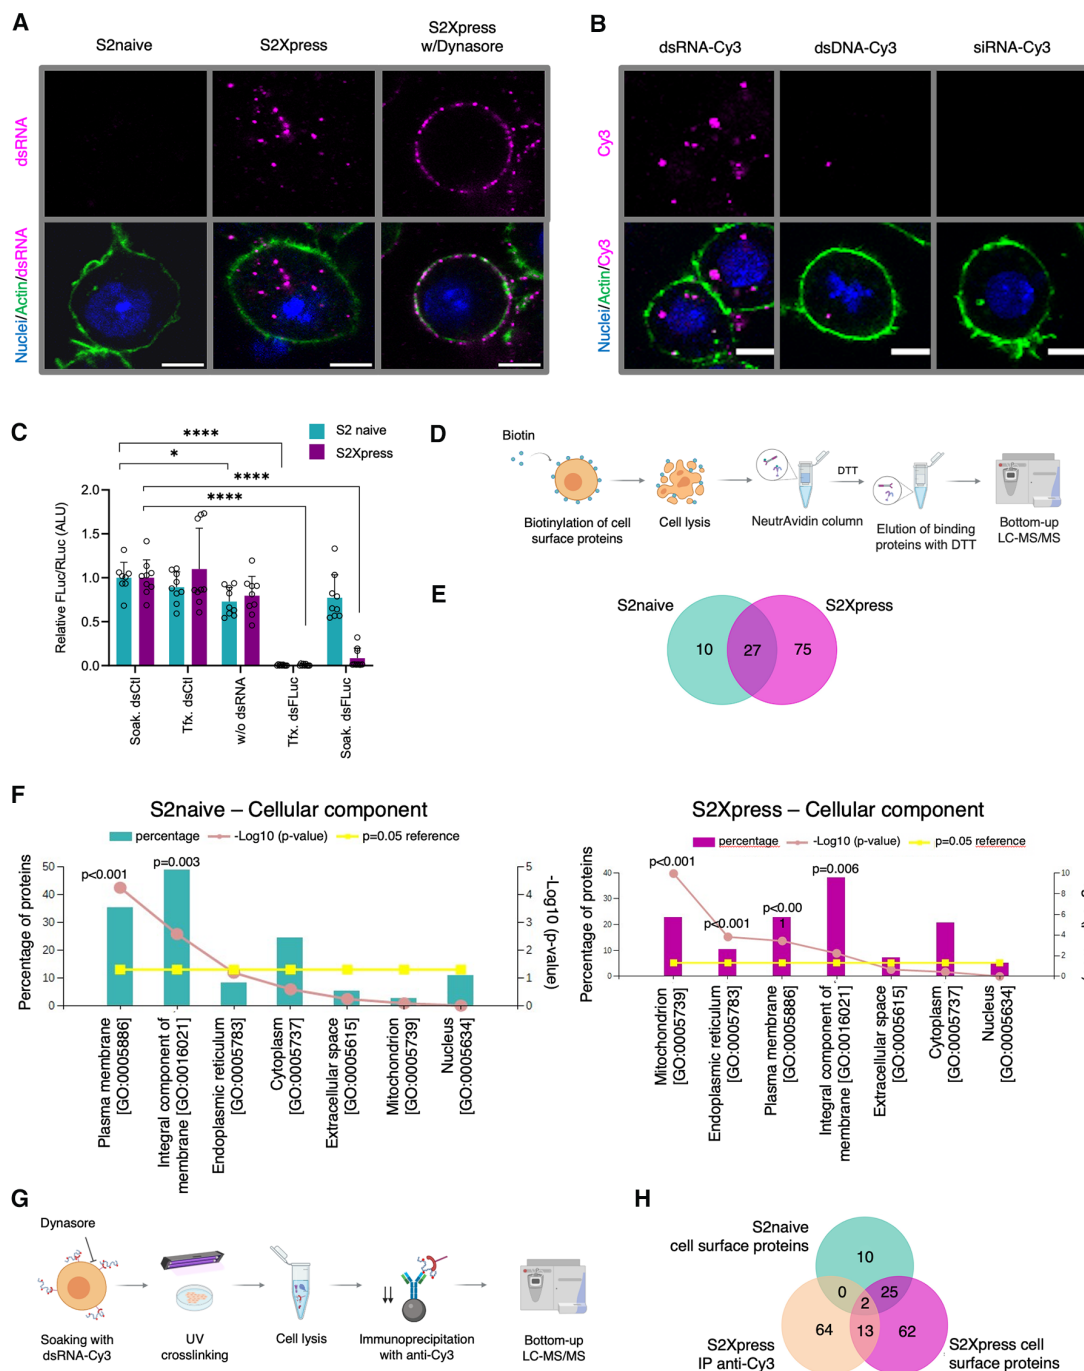 A
S2naive
S2Xpress
S2Xpress
w/Dynasore
dsRNA
Nuclei/Actin/dsRNA
B
dsRNA-Cy3
dsDNA-Cy3
siRNA-Cy3
Cy3
Nuclei/Actin/Cy3
C
S2 naive
S2Xpress
****
*
****
****
Relative FLuc/RLuc (ALU)
2.0
1.5
1.0
0.5
0.0
Soak. dsCtl
Tfx. dsCtl
w/o dsRNA
Tfx. dsFLuc
Soak. dsFLuc
D
Biotin
Biotinylation of cell
surface proteins
Cell lysis
NeutrAvidin column
DTT
Elution of binding
proteins with DTT
Bottom-up
LC-MS/MS
E
S2naive
S2Xpress
10
27
75
F
S2naive – Cellular component
percentage
-Log10 (p-value)
p=0.05 reference
Percentage of proteins
50
40
30
20
10
0
p<0.001
p=0.003
5
4
3
2
1
0
-Log10 (p-value)
Plasma membrane
[GO:0005886]
Integral component of
membrane [GO:0016021]
Endoplasmic reticulum
[GO:0005783]
Cytoplasm
[GO:0005737]
Extracellular space
[GO:0005615]
Mitochondrion
[GO:0005739]
Nucleus
[GO:0005634]
S2Xpress – Cellular component
percentage
-Log10 (p-value)
p=0.05 reference
Percentage of proteins
40
30
20
10
0
p<0.001
p<0.001
p<0.00
1
p=0.006
10
8
6
4
2
0
Mitochondrion
[GO:0005739]
Endoplasmic reticulum
[GO:0005783]
Plasma membrane
[GO:0005886]
Integral component of
membrane [GO:0016021]
Extracellular space
[GO:0005615]
Cytoplasm
[GO:0005737]
Nucleus
[GO:0005634]
G
Dynasore
Soaking with
dsRNA-Cy3
UV
crosslinking
Cell lysis
Immunoprecipitation
with anti-Cy3
Bottom-up
LC-MS/MS
H
S2naive
cell surface proteins
10
0
25
2
64
13
62
S2Xpress
IP anti-Cy3
S2Xpress cell
surface proteins